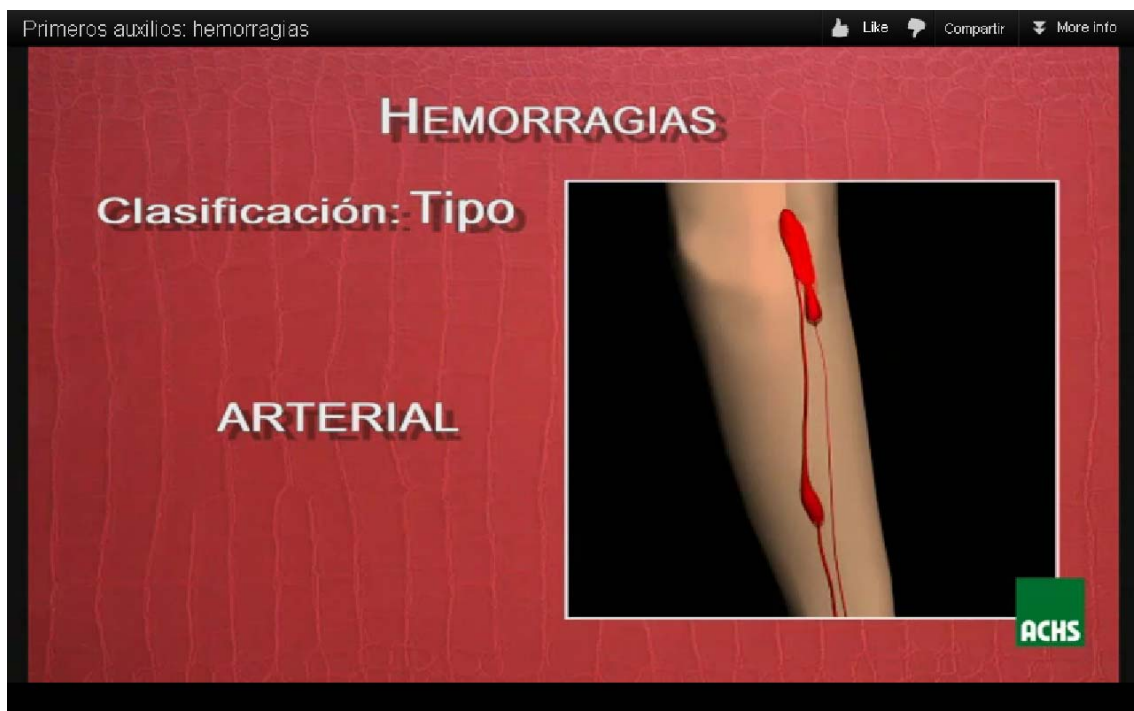 Primeros auxilios: hemorragias
Like
Compartir
More info
HEMORRAGIAS
Clasificación: Tipo
ARTERIAL
ACHS